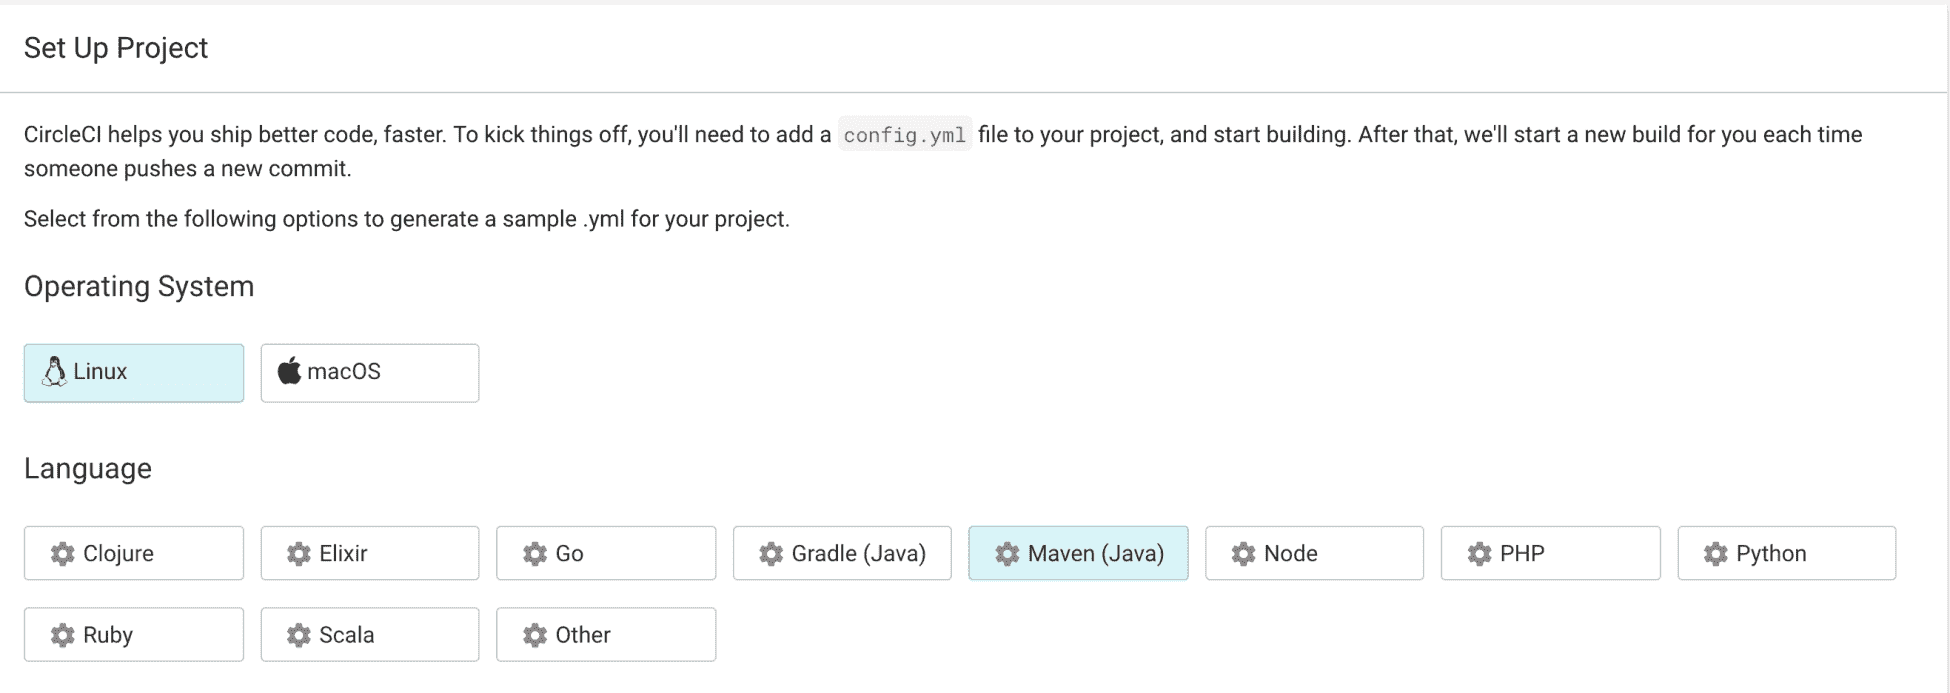 Set Up Project
CircleCI helps you ship better code, faster. To kick things off, you'll need to add a config.yml file to your project, and start building. After that, we'll start a new build for you each time
someone pushes a new commit.
Select from the following options to generate a sample .yml for your project.
Operating System
Linux macOS
Language
Clojure Elixir Go Gradle (Java) Maven (Java) Node PHP Python
Ruby Scala Other